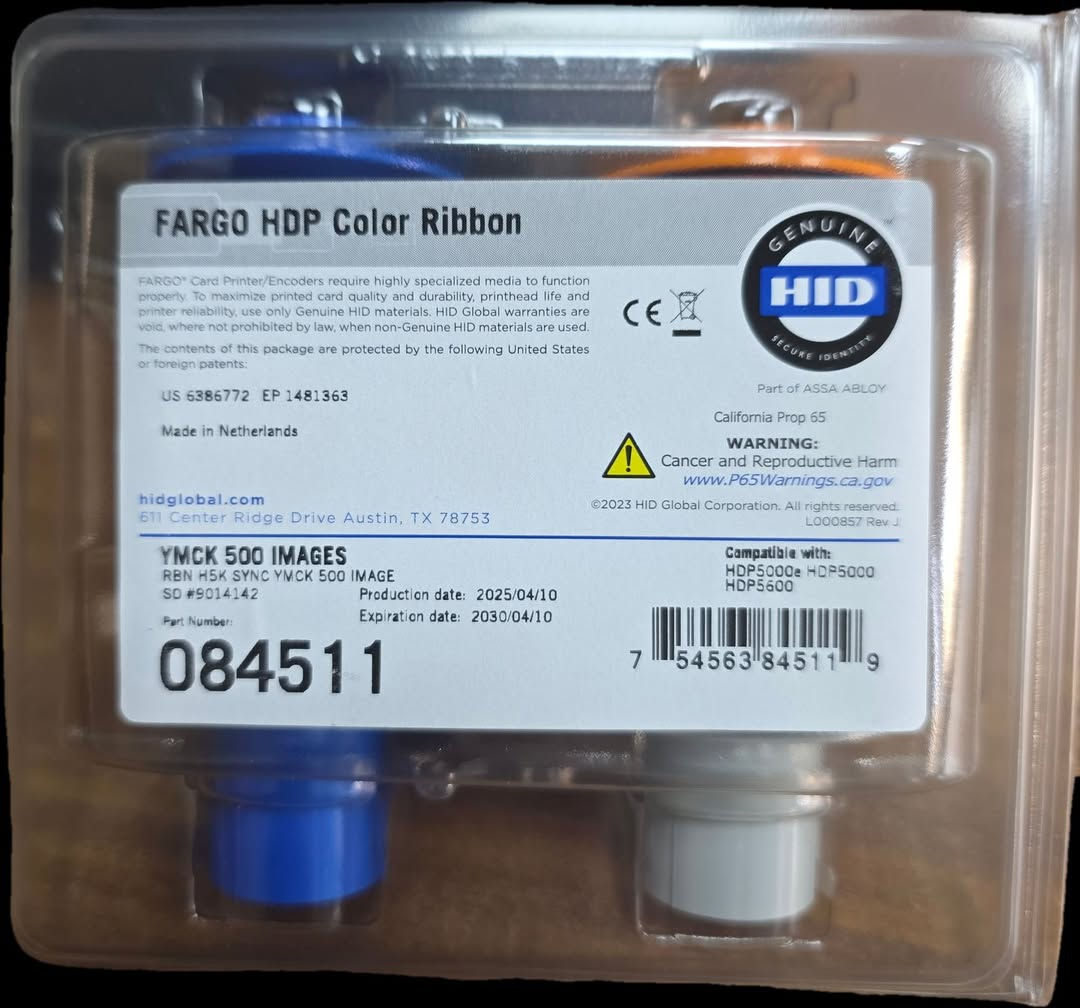 FARGO HDP Color Ribbon
GENUINE
HID
™
SECURE IDENTITY
FARGO® Card Printer/Encoders require highly specialized media to function
properly. To maximize printed card quality and durability, printhead life and
printer reliability, use only Genuine HID materials. HID Global warranties are
void, where not prohibited by law, when non-Genuine HID materials are used.
The contents of this package are protected by the following United States
or foreign patents:
CE
Part of ASSA ABLOY
US 6386772 EP 1481363
Made in Netherlands
California Prop 65
WARNING:
Cancer and Reproductive Harm
www.P65Warnings.ca.gov
hidglobal.com
611 Center Ridge Drive Austin, TX 78753
©2023 HID Global Corporation. All rights reserved.
L000857 Rev J
YMCK 500 IMAGES
RBN H5K SYNC YMCK 500 IMAGE
SO #9014142
Production date: 2025/04/10
Expiration date: 2030/04/10
Part Number:
084511
Compatible with:
HDP5000e HDP5000
HDP5600
7 54563 84511 9